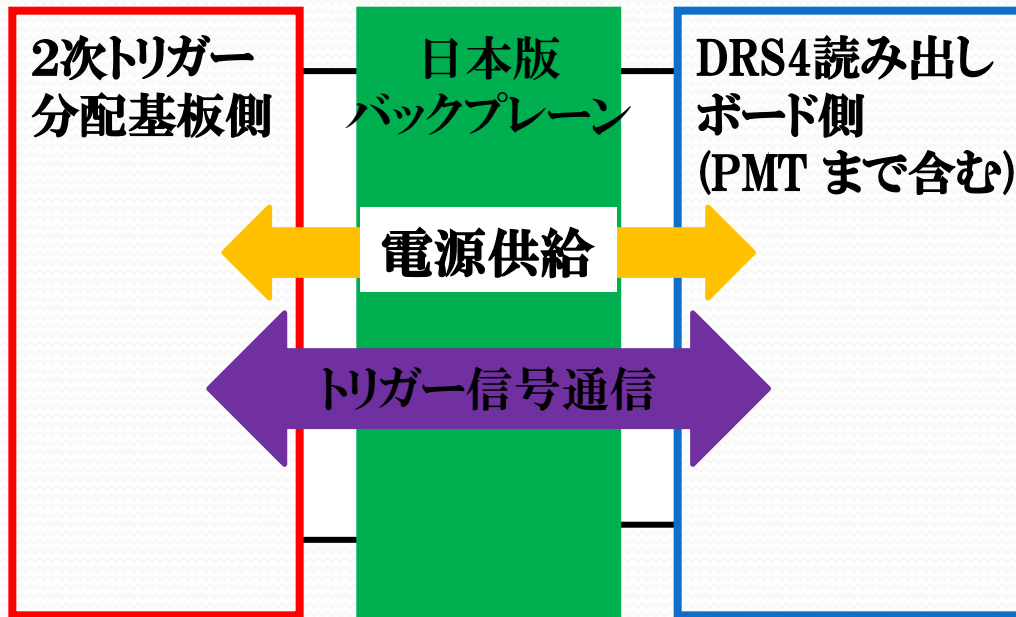 2次トリガー
分配基板側
日本版
バックプレーン
DRS4読み出し
ボード側
(PMT まで含む)
電源供給
トリガー信号通信